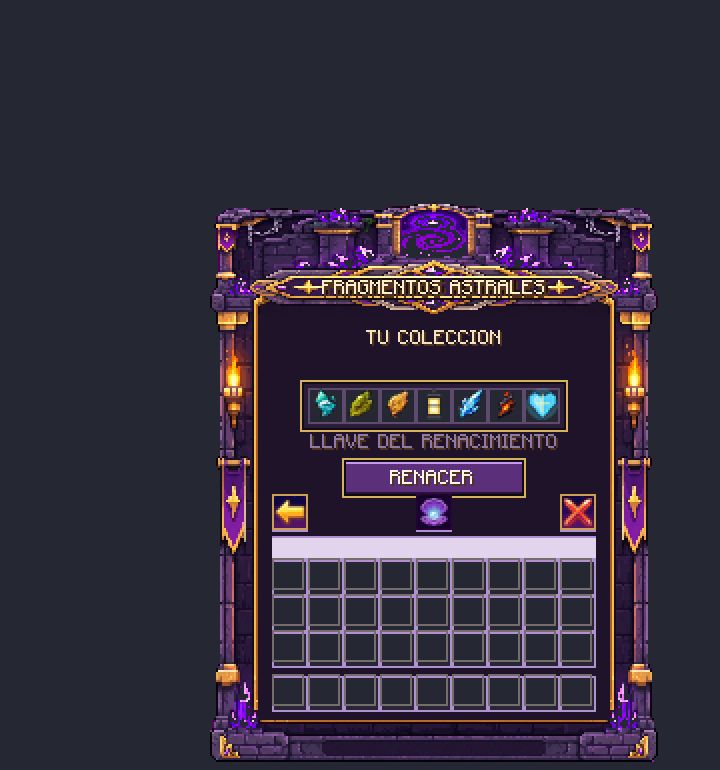 FRAGMENTOS ASTRALES
TU COLECCION
LLAVE DEL RENACIMIENTO
RENACER